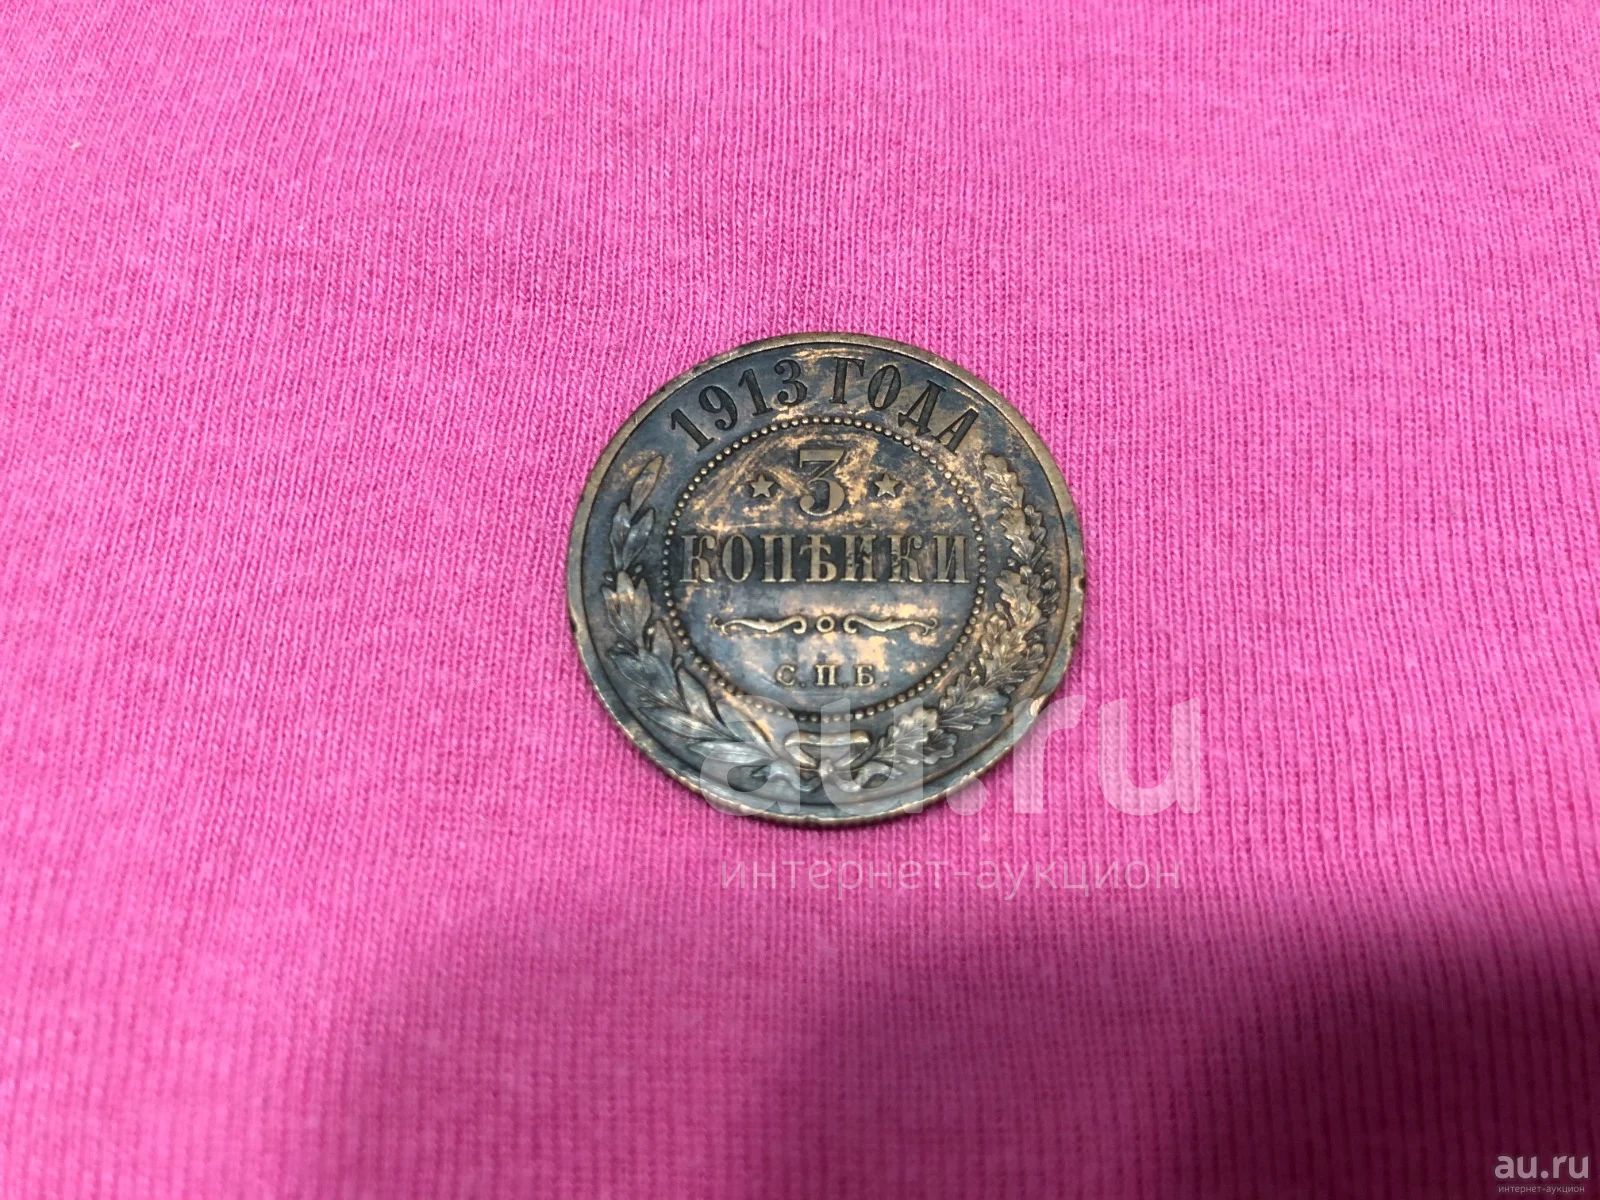 1913 ГОДА
3
КОПѢЙКИ
С.П.Б.
au.ru
интернет-аукцион
au.ru
интернет-аукцион